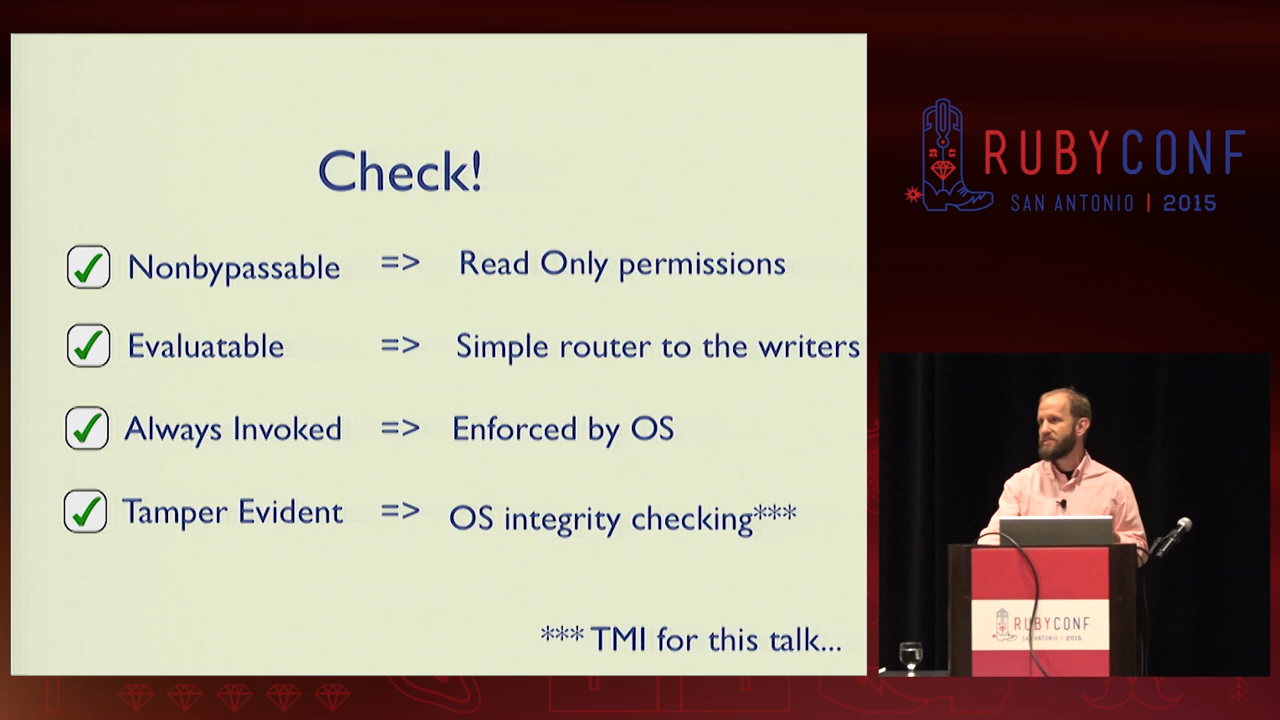 Check!
Nonbypassable => Read Only permissions
Evaluatable => Simple router to the writers
Always Invoked => Enforced by OS
Tamper Evident => OS integrity checking***
*** TMI for this talk...
RUBYCONF
SAN ANTONIO | 2015
RUBYCONF
SAN ANTONIO | 2015